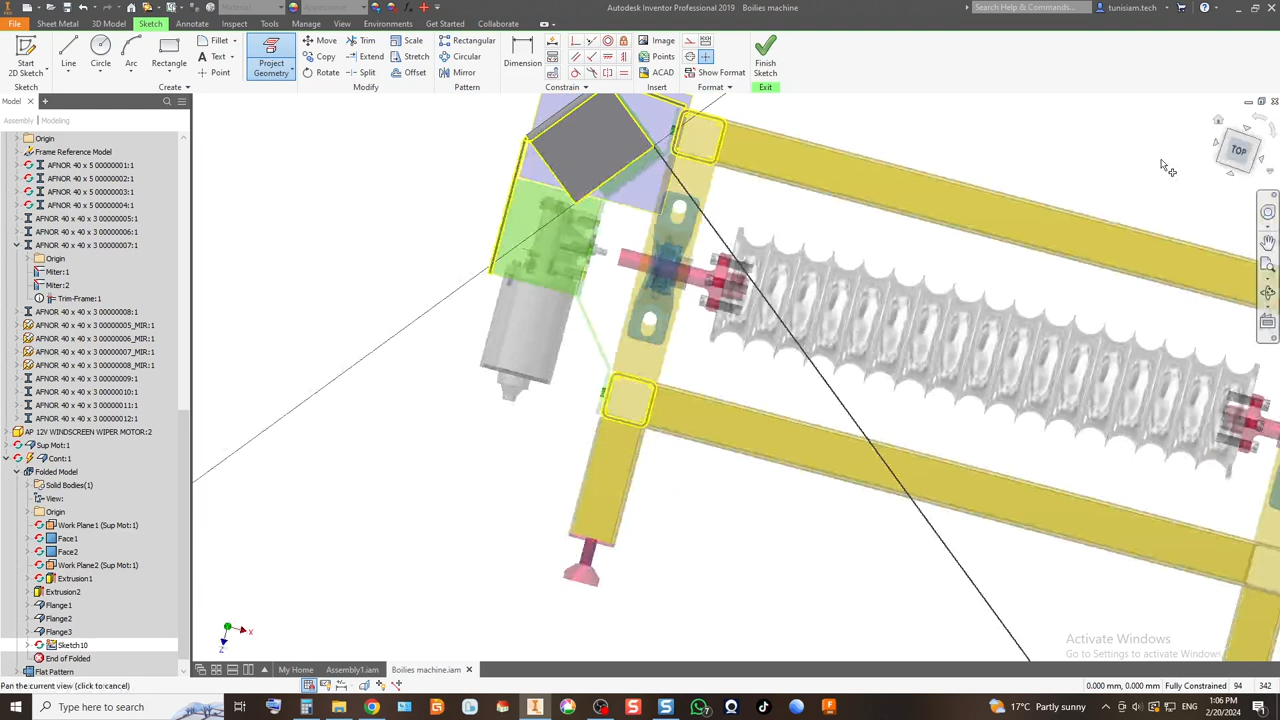 Material
Appearance
Autodesk Inventor Professional 2019   Boilies machine
Search Help & Commands...
tunisiam.tech
File
Sheet Metal
3D Model
Sketch
Annotate
Inspect
Tools
Manage
View
Environments
Get Started
Collaborate
Start
2D Sketch
Line
Circle
Arc
Rectangle
Fillet
Text
Point
Project
Geometry
Move
Copy
Rotate
Trim
Extend
Split
Scale
Stretch
Offset
Rectangular
Circular
Mirror
Dimension
Image
Points
ACAD
Show Format
Finish
Sketch
Sketch
Create
Modify
Pattern
Constrain
Insert
Format
Exit
Model
Assembly
Modeling
Origin
Frame Reference Model
AFNOR 40 x 5 00000001:1
AFNOR 40 x 5 00000002:1
AFNOR 40 x 5 00000003:1
AFNOR 40 x 5 00000004:1
AFNOR 40 x 40 x 3 00000005:1
AFNOR 40 x 40 x 3 00000006:1
AFNOR 40 x 40 x 3 00000007:1
Origin
Miter:1
Miter:2
Trim-Frame:1
AFNOR 40 x 40 x 3 00000008:1
AFNOR 40 x 40 x 3 00000005_MIR:1
AFNOR 40 x 40 x 3 00000006_MIR:1
AFNOR 40 x 40 x 3 00000007_MIR:1
AFNOR 40 x 40 x 3 00000008_MIR:1
AFNOR 40 x 40 x 3 00000009:1
AFNOR 40 x 40 x 3 00000010:1
AFNOR 40 x 40 x 3 00000011:1
AFNOR 40 x 40 x 3 00000012:1
AP 12V WINDSCREEN WIPER MOTOR:2
Sup Mot:1
Cont:1
Folded Model
Solid Bodies(1)
View:
Origin
Work Plane1 (Sup Mot:1)
Face1
Face2
Work Plane2 (Sup Mot:1)
Extrusion1
Extrusion2
Flange1
Flange2
Flange3
Sketch10
End of Folded
Flat Pattern
TOP
X
Z
Activate Windows
Go to Settings to activate Windows.
My Home
Assembly1.iam
Boilies machine.iam
Pan the current view (click to:cancel)
0.000 mm, 0.000 mm
Fully Constrained
94
342
Type here to search
17°C Partly sunny
1:06 PM
2/20/2024